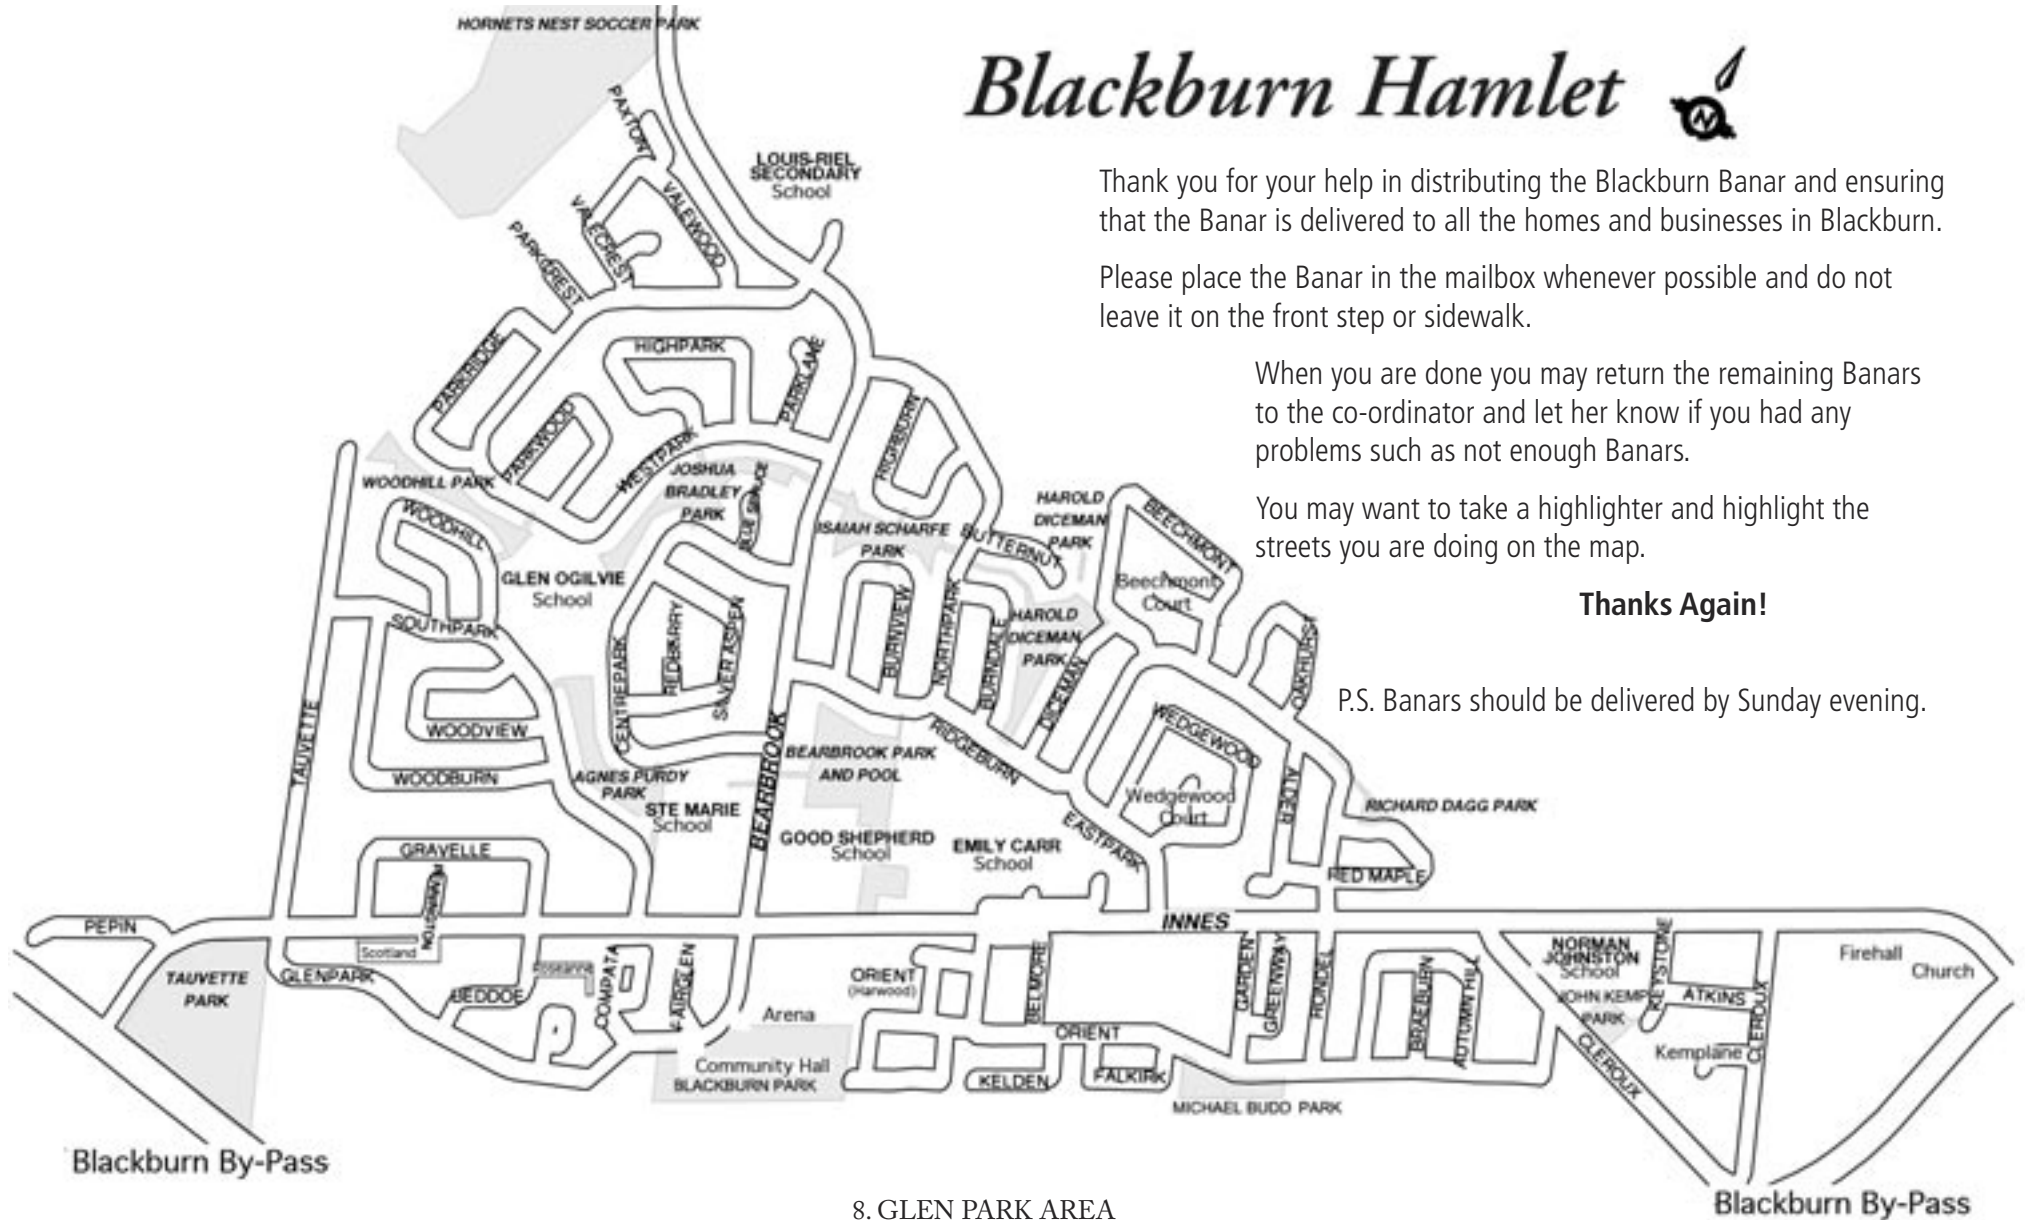 HORNETS NEST SOCCER PARK
Blackburn Hamlet
N
Thank you for your help in distributing the Blackburn Banar and ensuring
that the Banar is delivered to all the homes and businesses in Blackburn.
Please place the Banar in the mailbox whenever possible and do not
leave it on the front step or sidewalk.
When you are done you may return the remaining Banars
to the co-ordinator and let her know if you had any
problems such as not enough Banars.
You may want to take a highlighter and highlight the
streets you are doing on the map.
Thanks Again!
P.S. Banars should be delivered by Sunday evening.
PAXTON
LOUIS-RIEL
SECONDARY
School
VALEWOOD
VALECREST
PARKCREST
PARKRIDGE
HIGHPARK
PARKLANE
PARKWOOD
WESTPARK
HIGHBURN
WOODHILL PARK
JOSHUA
BRADLEY
PARK
BLUE SPRUCE
WOODHILL
ISAIAH SCHARFE
PARK
BUTTERNUT
HAROLD
DICEMAN
PARK
BEECHMONT
Beechmont
Court
GLEN OGILVIE
School
SOUTHPARK
CENTREPARK
REDBARRY
SILVER ASPEN
BURNVIEW
NORTHPARK
BURNDALE
HAROLD
DICEMAN
PARK
DICEMAN
OAKHURST
TAUVETTE
WOODVIEW
WOODBURN
AGNES PURDY
PARK
STE MARIE
School
BEARBROOK
BEARBROOK PARK
AND POOL
RIDGEBURN
WEDGEWOOD
Wedgewood
Court
ALDER
RICHARD DAGG PARK
GOOD SHEPHERD
School
EMILY CARR
School
EASTPARK
RED MAPLE
GRAVELLE
PENNINGTON
PEPIN
INNES
Scotland
TAUVETTE
PARK
GLENPARK
BEDDOE
Roseanne
COMPATA
FAIRGLEN
ORIENT
(Harwood)
Arena
BELMORE
GARDEN
GREENWAY
RONDEL
BRAEBURN
AUTUMN HILL
NORMAN
JOHNSTON
School
KEYSTONE
Firehall
Church
JOHN KEMP
PARK
ATKINS
CLEROUX
ORIENT
Kemplane
CLEROUX
Community Hall
BLACKBURN PARK
KELDEN
FALKIRK
MICHAEL BUDD PARK
Blackburn By-Pass
Blackburn By-Pass
8. GLEN PARK AREA